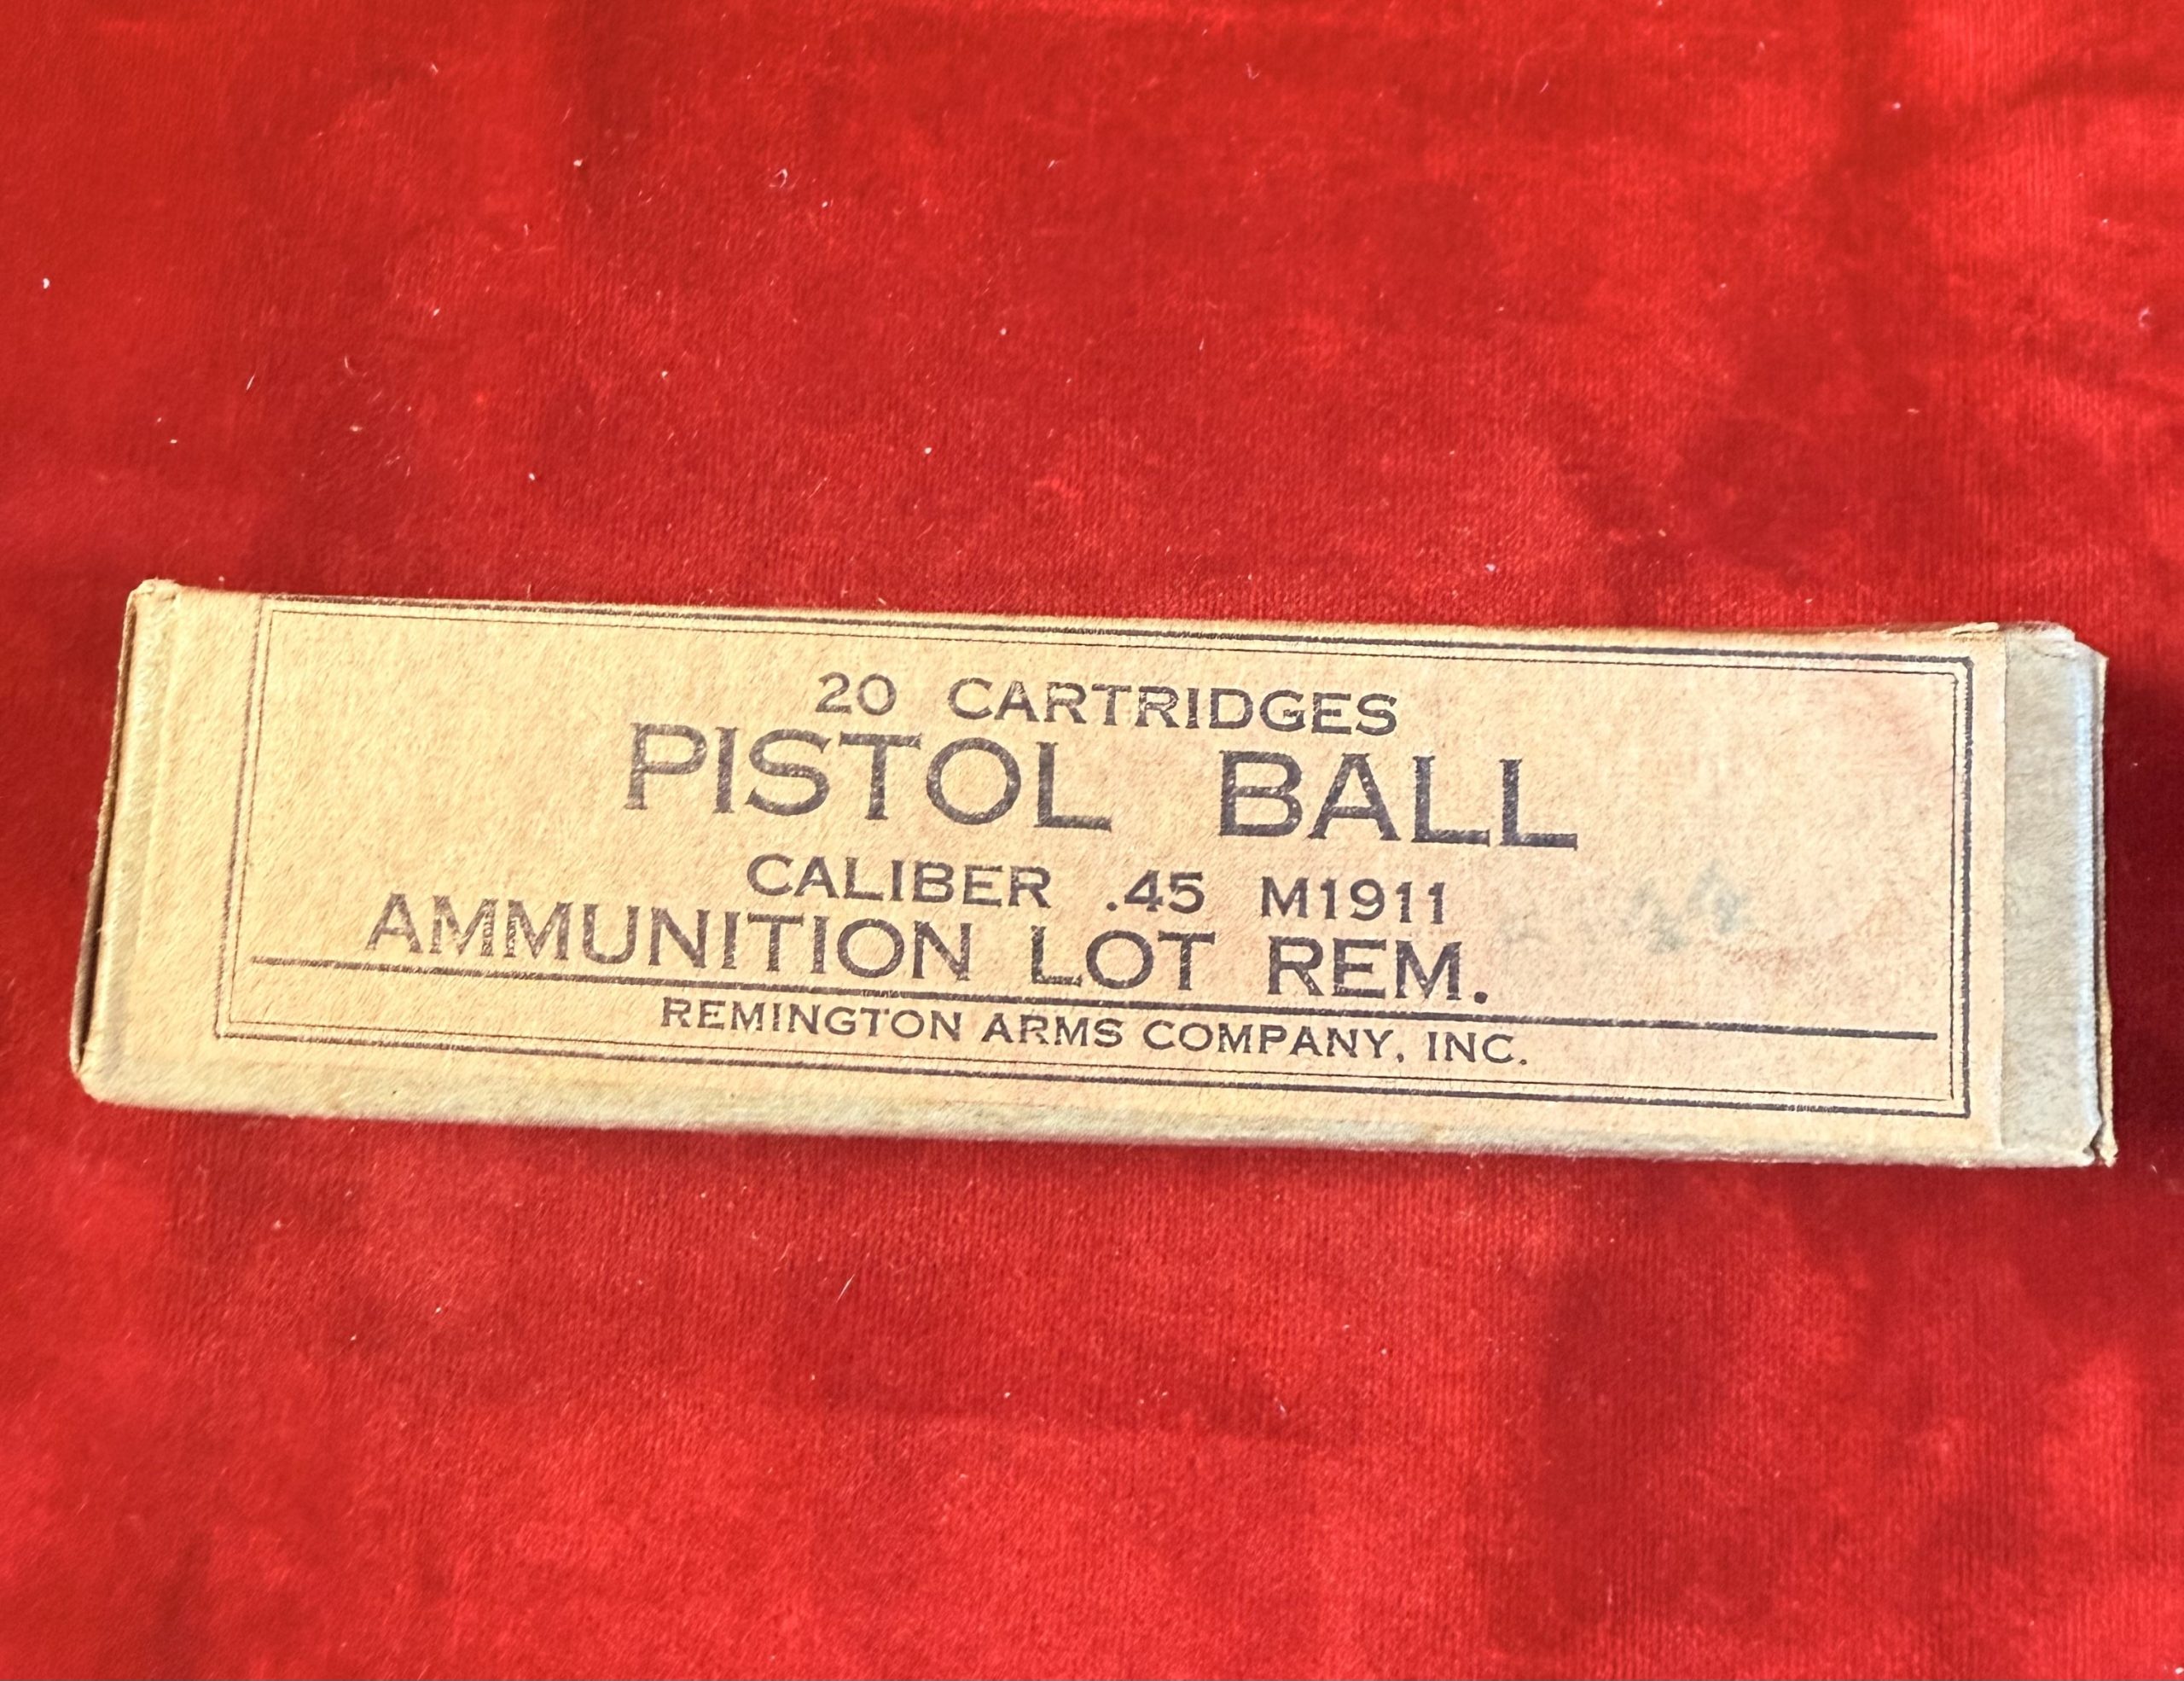 20 CARTRIDGES
PISTOL BALL
CALIBER .45 M1911
AMMUNITION LOT REM.
REMINGTON ARMS COMPANY, INC.